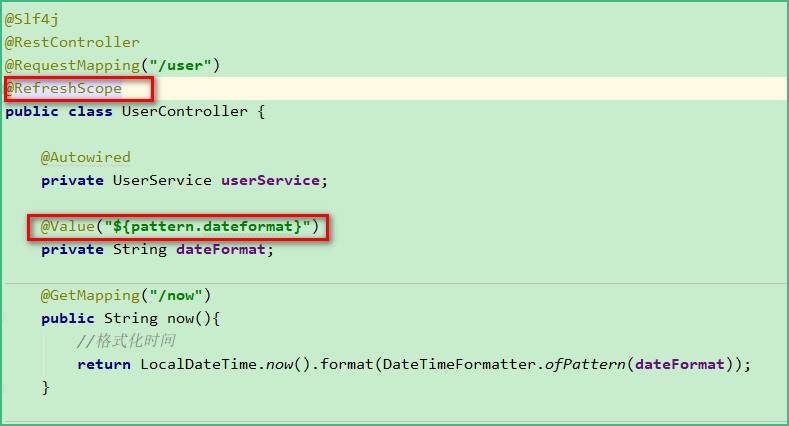 @Slf4j
@RestController
@RequestMapping("/user")
@RefreshScope
public class UserController {
@Autowired
private UserService userService;
@Value("${pattern.dateformat}")
private String dateFormat;
@GetMapping("/now")
public String now(){
//格式化时间
return LocalDateTime.now().format(DateTimeFormatter.ofPattern(dateFormat));
}